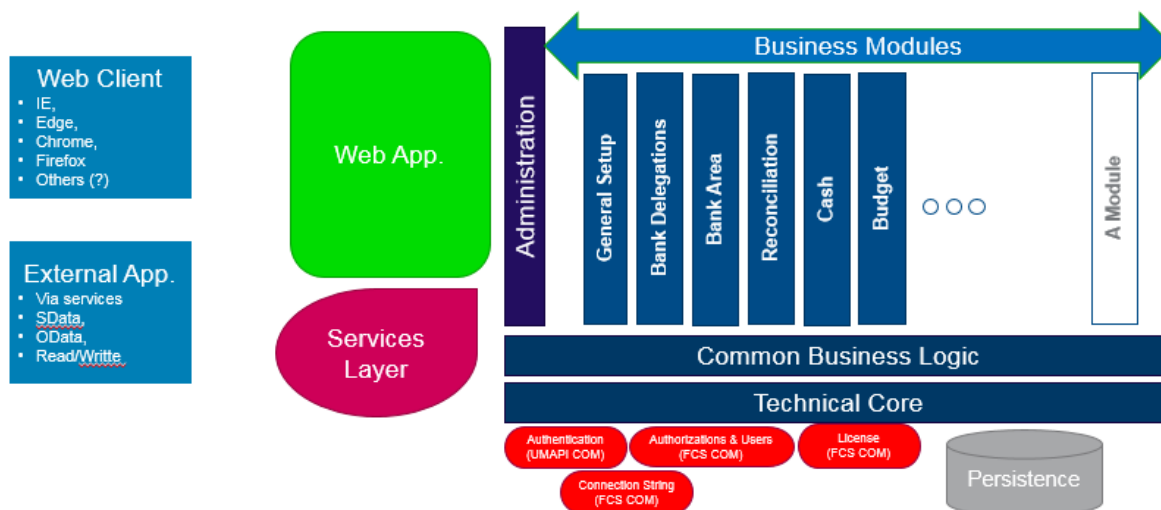 Web Client
• IE,
• Edge,
• Chrome,
• Firefox
• Others (?)
External App.
• Via services
• SData,
• OData,
• Read/Writte
Web App.
Services
Layer
Administration
Business Modules
General Setup
Bank Delegations
Bank Area
Reconciliation
Cash
Budget
A Module
Common Business Logic
Technical Core
Authentication
(UMAPI COM)
Authorizations & Users
(FCS COM)
License
(FCS COM)
Connection String
(FCS COM)
Persistence